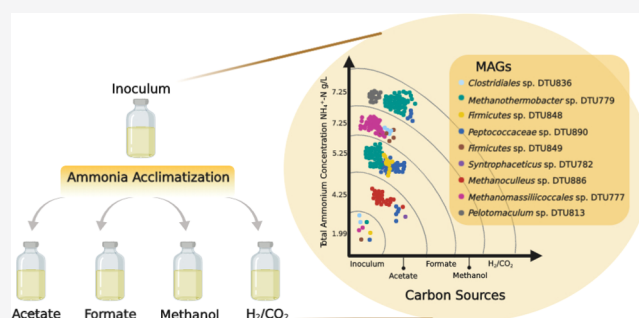 Inoculum
Ammonia Acclimatization
Acetate
Formate
Methanol
H₂/CO₂
Total Ammonium Concentration NH₄⁺-N g/L
7.25
7.25
5.25
4.25
1.99
Inoculum
Acetate
Formate
Methanol
H₂/CO₂
Carbon Sources
MAGs
Clostridiales sp. DTU836
Methanothermobacter sp. DTU779
Firmicutes sp. DTU848
Peptococcaceae sp. DTU890
Firmicutes sp. DTU849
Syntrophaceticus sp. DTU782
Methanoculleus sp. DTU886
Methanomassiliicoccales sp. DTU777
Pelotomaculum sp. DTU813